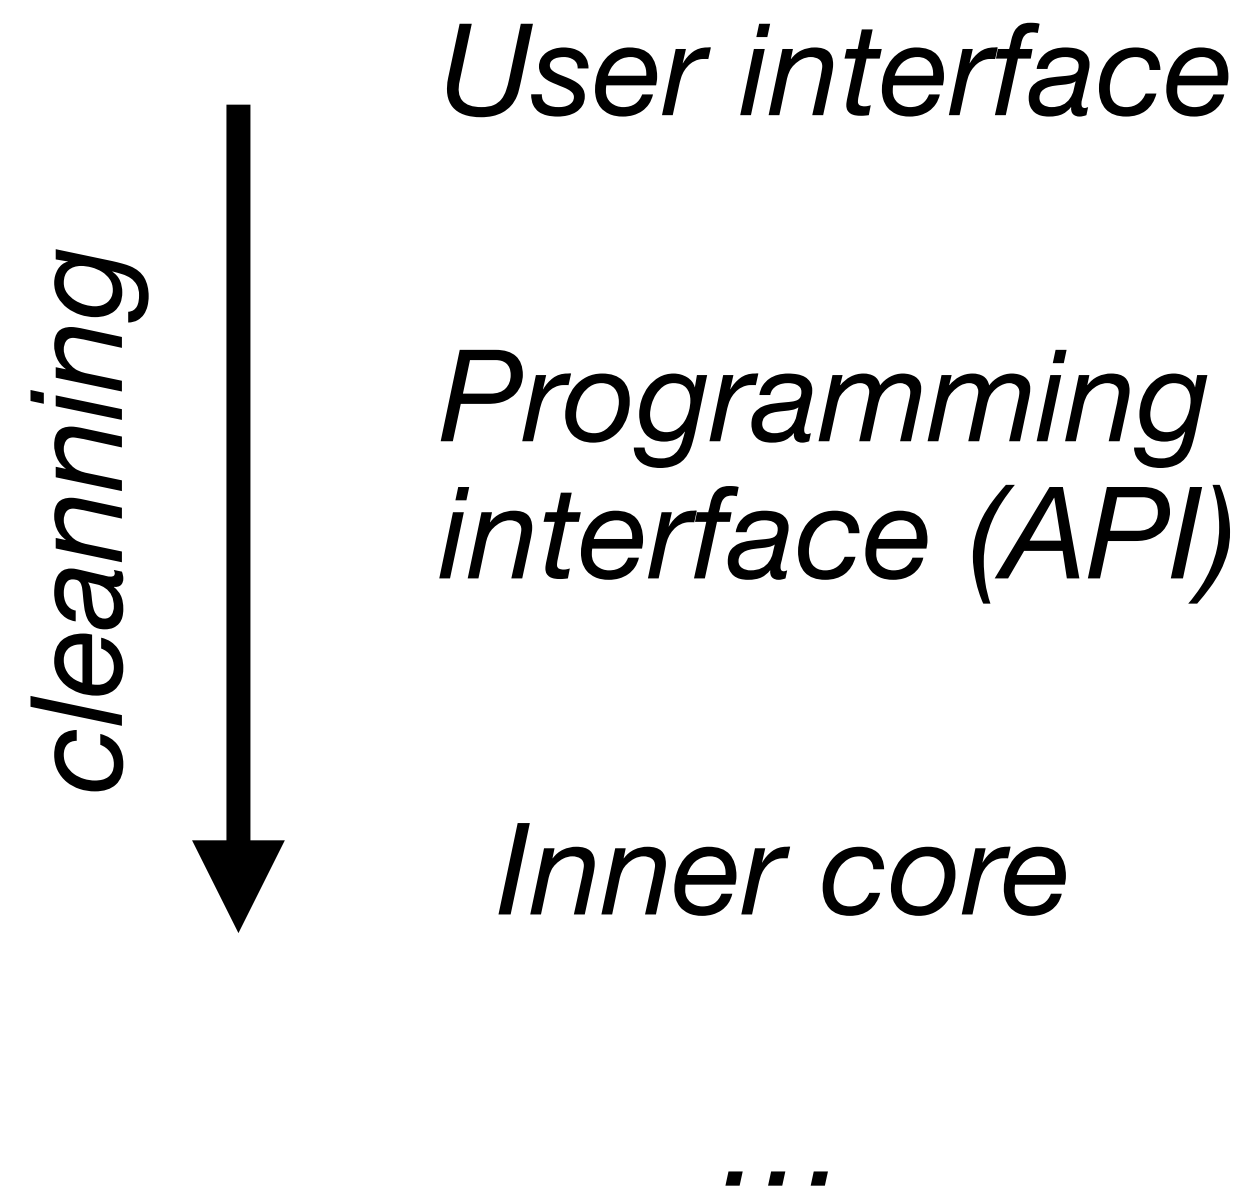 User interface
cleanning
Programming
interface (API)
Inner core
...